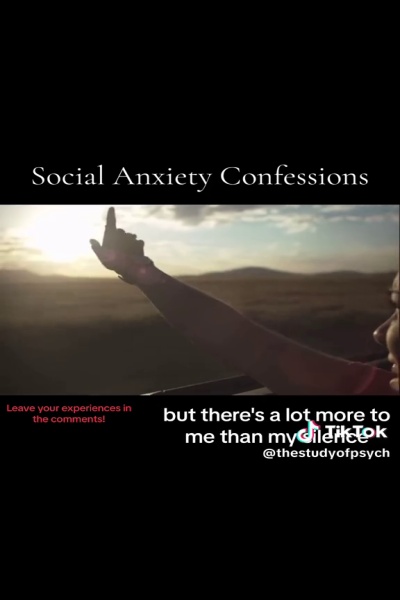 Social Anxiety Confessions
Leave your experiences in
the comments!
but there's a lot more to
me than my silence
TikTok
@thestudyofpsych